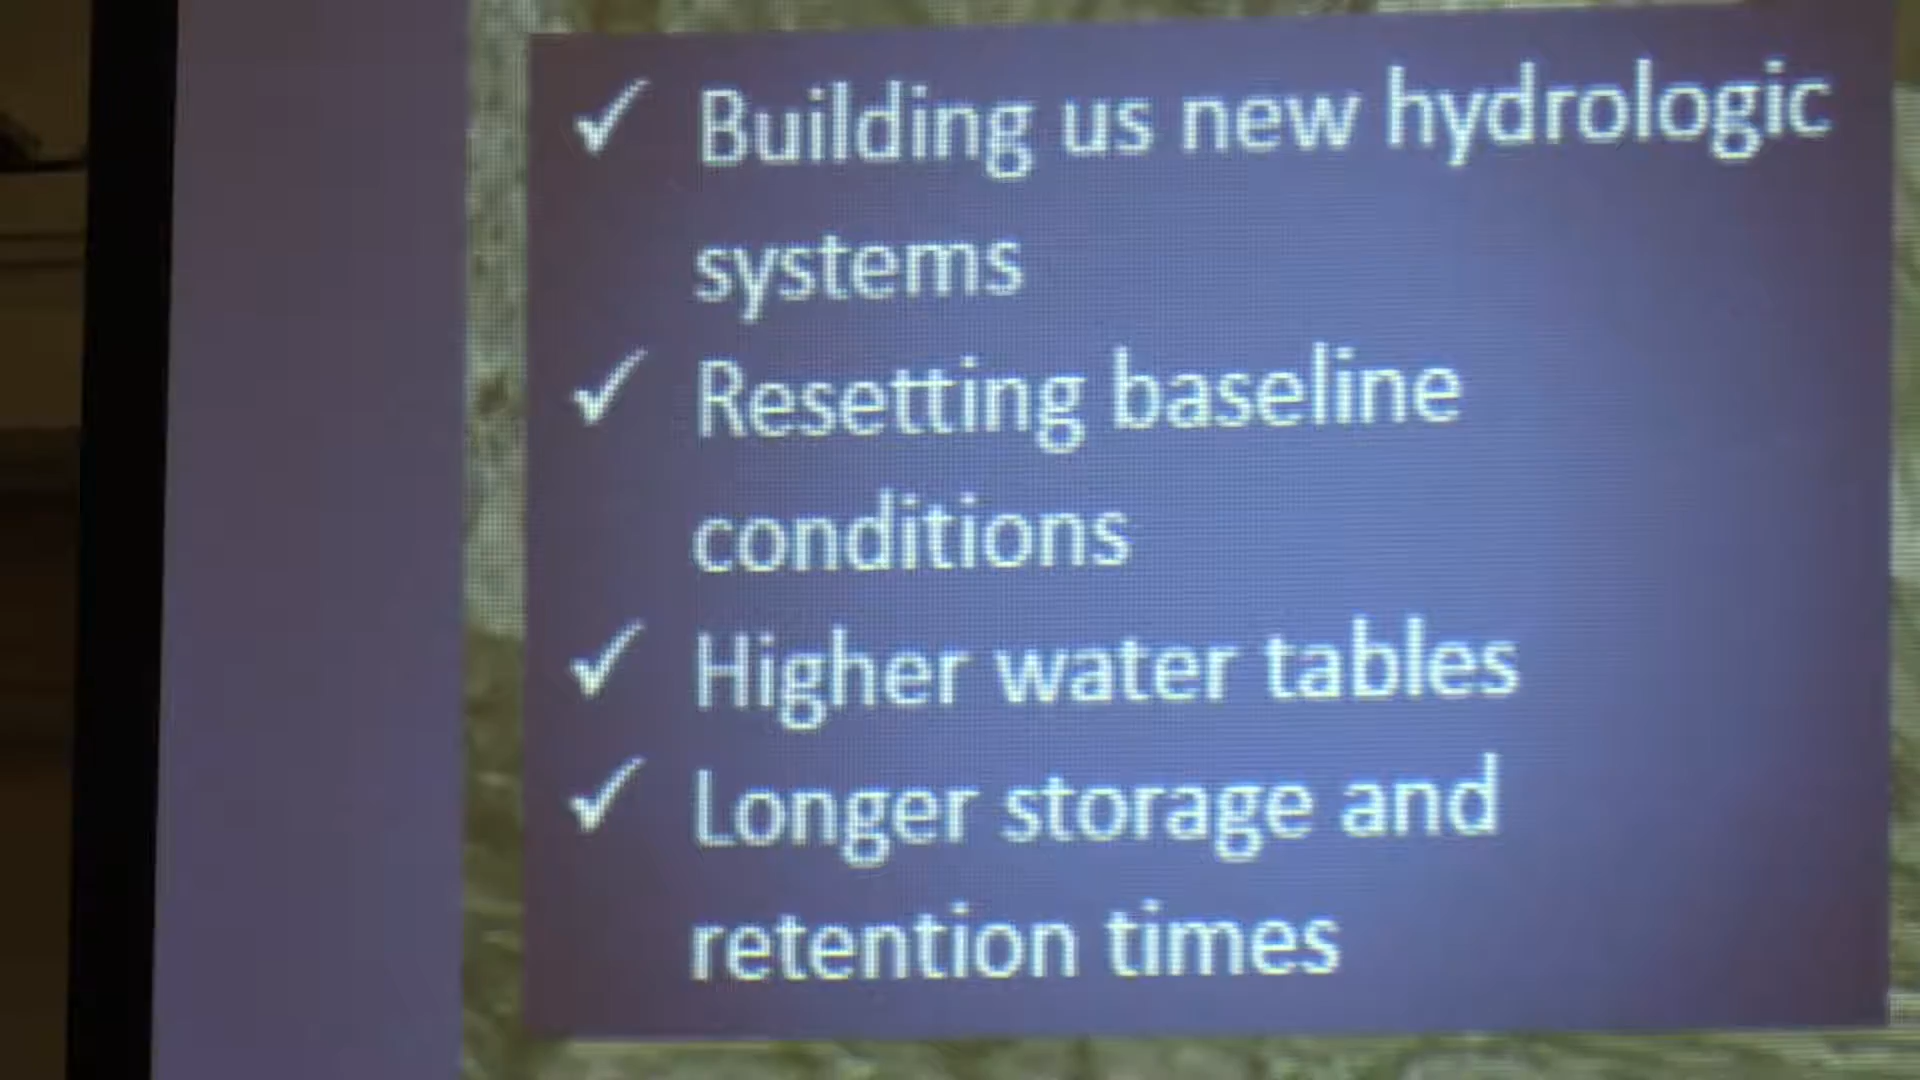 ✓ Building us new hydrologic
systems
✓ Resetting baseline
conditions
✓ Higher water tables
✓ Longer storage and
retention times